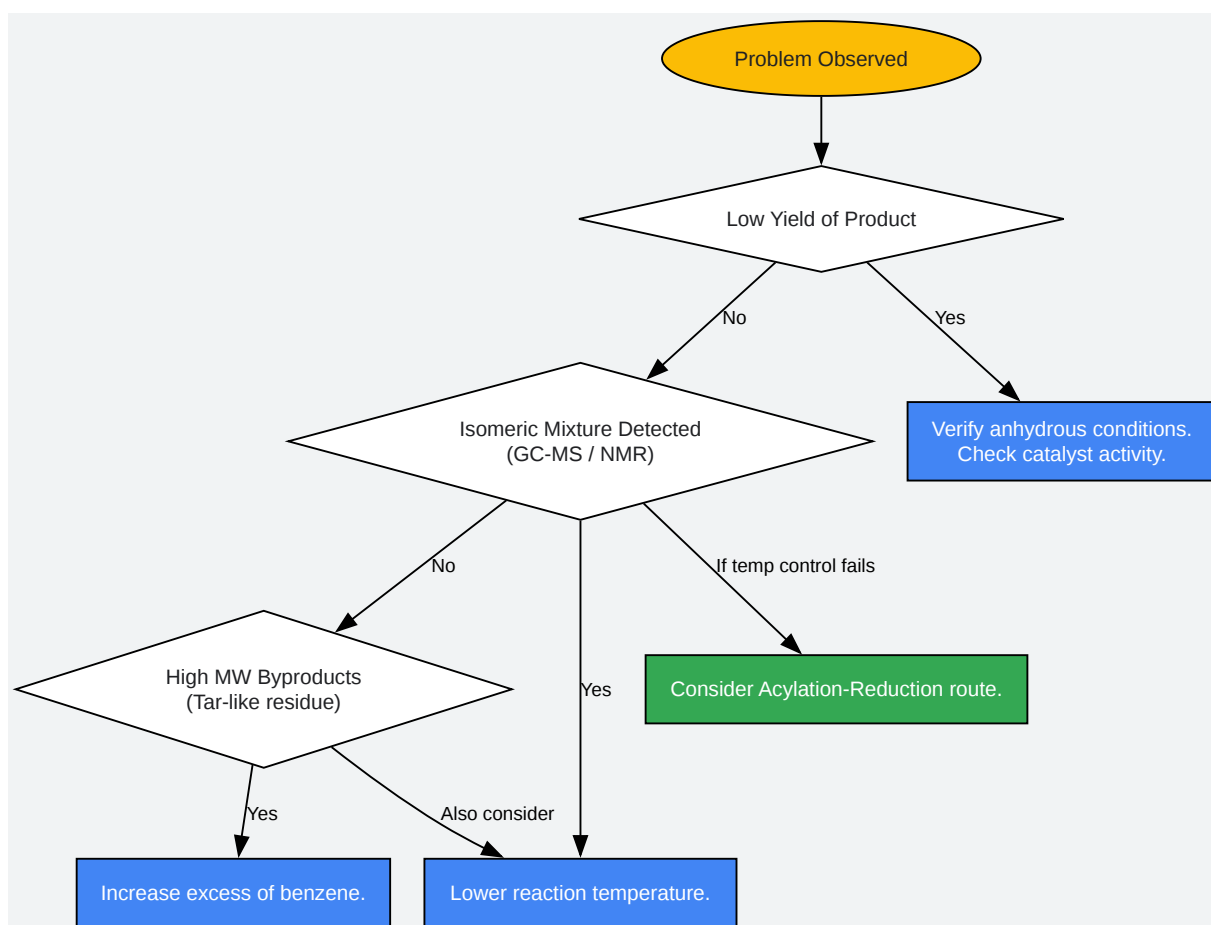 Problem Observed
Low Yield of Product
No
Yes
Isomeric Mixture Detected
(GC-MS / NMR)
Verify anhydrous conditions.
Check catalyst activity.
No
If temp control fails
High MW Byproducts
(Tar-like residue)
Yes
Consider Acylation-Reduction route.
Yes
Also consider
Increase excess of benzene.
Lower reaction temperature.